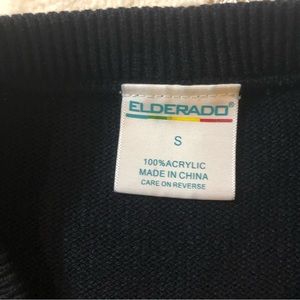 ELDERADO®
S
100% ACRYLIC
MADE IN CHINA
CARE ON REVERSE